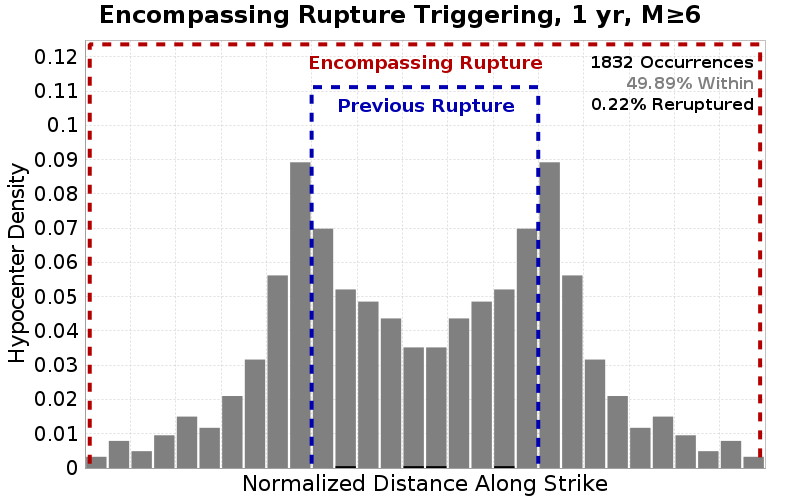 Encompassing Rupture Triggering, 1 yr, M≥6
Encompassing Rupture
1832 Occurrences
49.89% Within
0.22% Reruptured
Previous Rupture
Hypocenter Density
0.12
0.11
0.1
0.09
0.08
0.07
0.06
0.05
0.04
0.03
0.02
0.01
0
Normalized Distance Along Strike